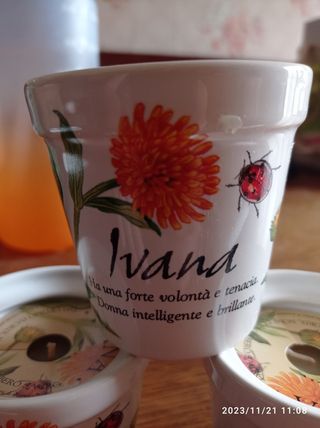 Ivana
Ha una forte volontà e tenacia.
Donna intelligente e brillante.
2023/11/21 11:08